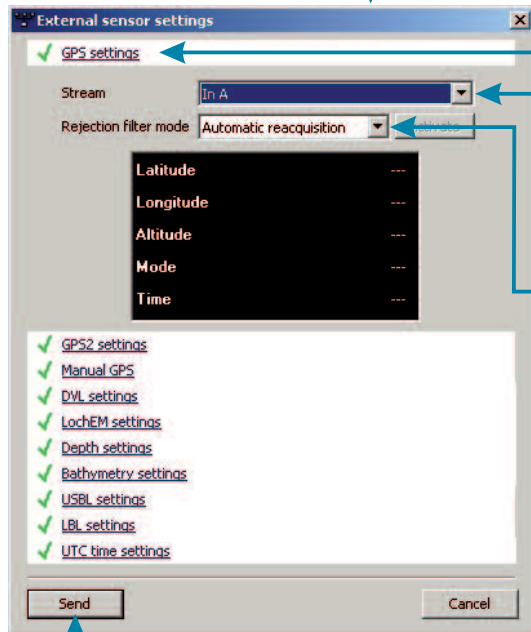 External sensor settings
GPS settings
Stream In A
Rejection filter mode Automatic reacquisition
Latitude ---
Longitude ---
Altitude ---
Mode ---
Time ---
GPS2 settings
Manual GPS
DVL settings
LochEM settings
Depth settings
Bathymetry settings
USBL settings
LBL settings
UTC time settings
Send Cancel